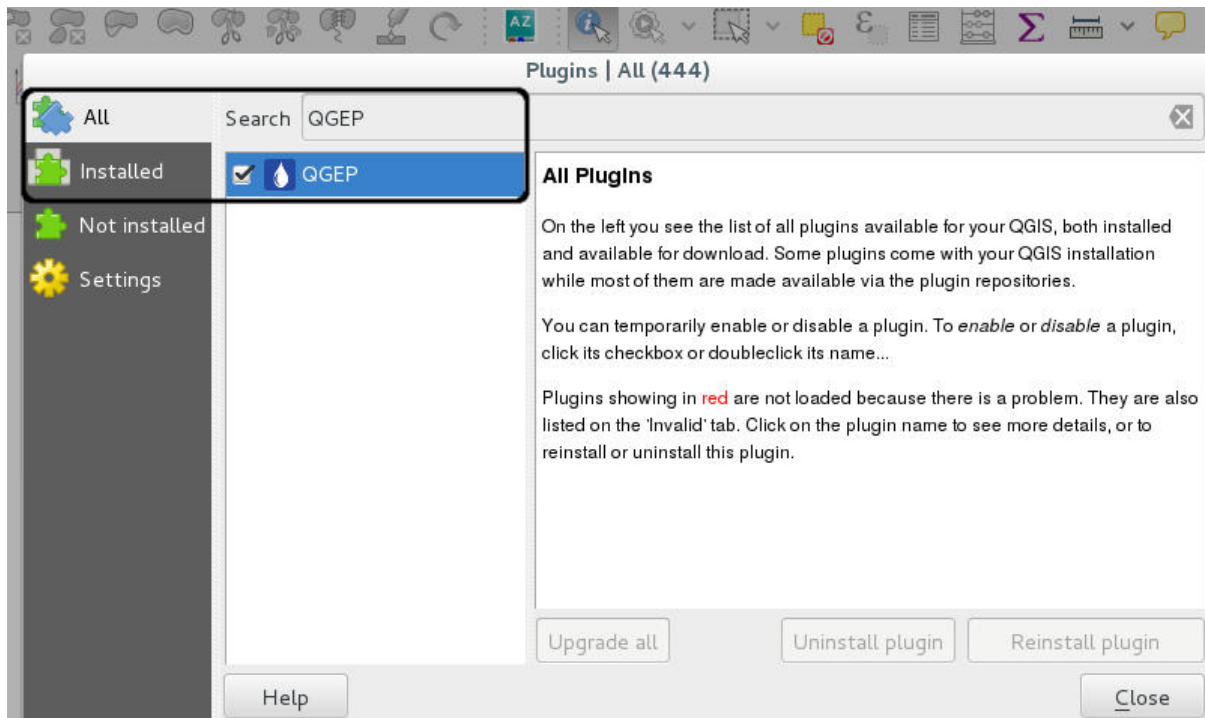 AZ
ε
Σ
Plugins | All (444)
All
Search QGEP
Installed
QGEP
Not installed
Settings
All Plugins
On the left you see the list of all plugins available for your QGIS, both installed
and available for download. Some plugins come with your QGIS installation
while most of them are made available via the plugin repositories.
You can temporarily enable or disable a plugin. To enable or disable a plugin,
click its checkbox or doubleclick its name...
Plugins showing in red are not loaded because there is a problem. They are also
listed on the 'Invalid' tab. Click on the plugin name to see more details, or to
reinstall or uninstall this plugin.
Upgrade all
Uninstall plugin
Reinstall plugin
Help
Close